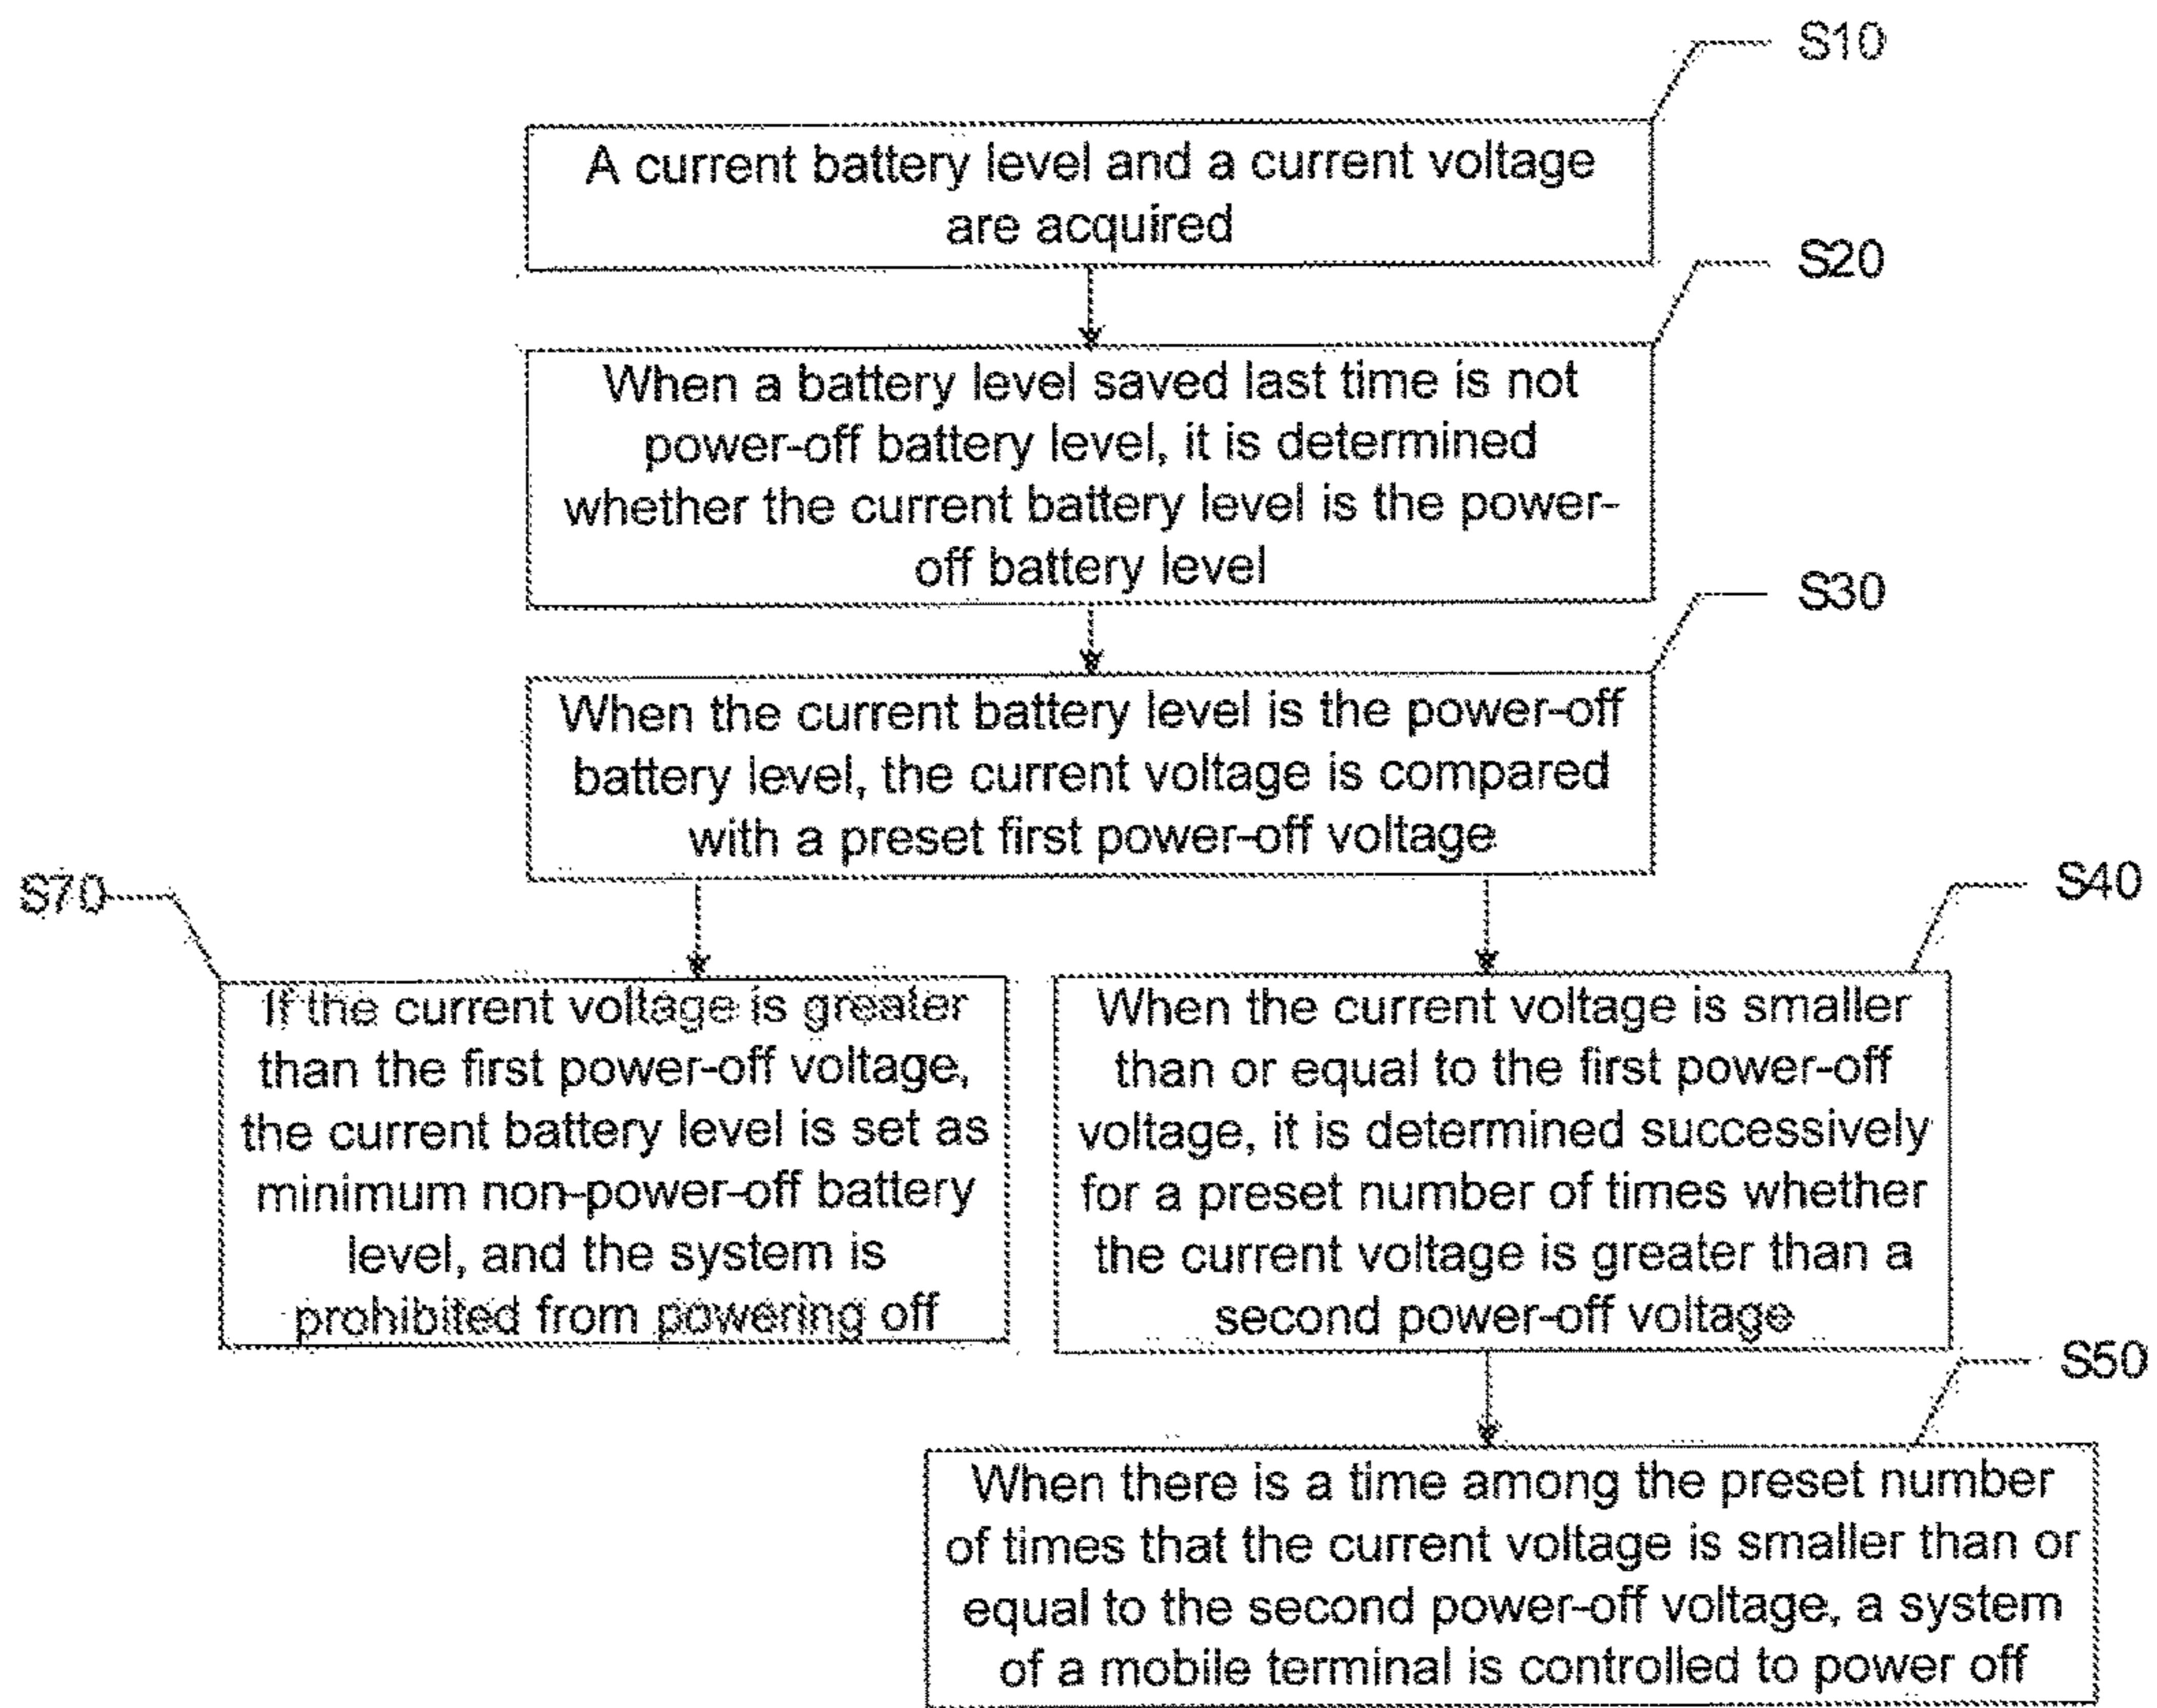 S10
A current battery level and a current voltage
are acquired
S20
When a battery level saved last time is not
power-off battery level, it is determined
whether the current battery level is the power-
off battery level
S30
When the current battery level is the power-off
battery level, the current voltage is compared
with a preset first power-off voltage
S70
If the current voltage is greater
than the first power-off voltage,
the current battery level is set as
minimum non-power-off battery
level, and the system is
prohibited from powering off
S40
When the current voltage is smaller
than or equal to the first power-off
voltage, it is determined successively
for a preset number of times whether
the current voltage is greater than a
second power-off voltage
S50
When there is a time among the preset number
of times that the current voltage is smaller than or
equal to the second power-off voltage, a system
of a mobile terminal is controlled to power off